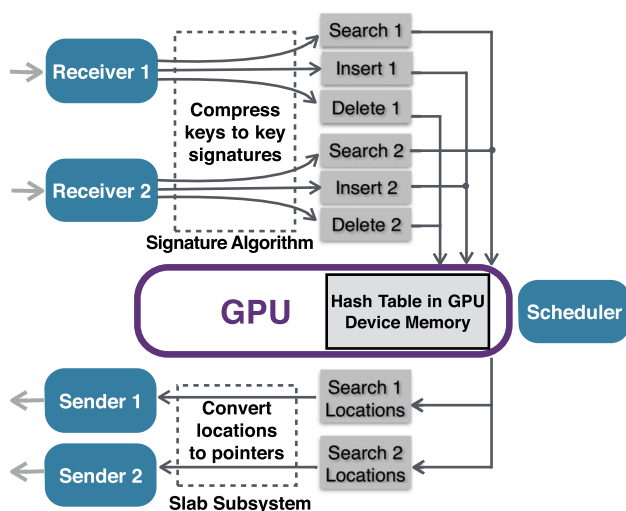 Receiver 1
Search 1
Insert 1
Delete 1
Compress
keys to key
signatures
Receiver 2
Search 2
Insert 2
Delete 2
Signature Algorithm
GPU
Hash Table in GPU
Device Memory
Scheduler
Sender 1
Convert
locations
to pointers
Search 1
Locations
Sender 2
Search 2
Locations
Slab Subsystem